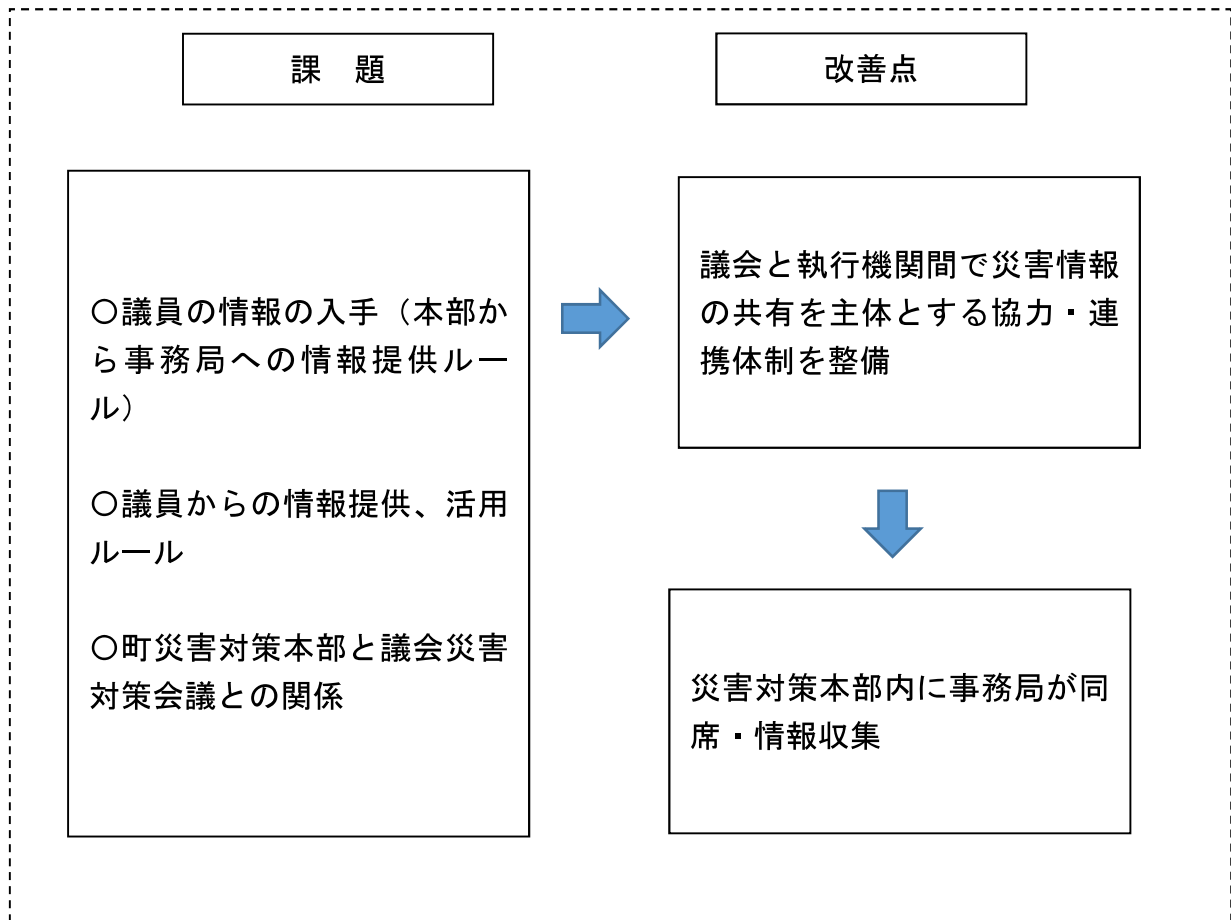 課　題
改善点
〇議員の情報の入手（本部か
ら事務局への情報提供ルー
ル）
〇議員からの情報提供、活用
ルール
〇町災害対策本部と議会災害
対策会議との関係
議会と執行機関間で災害情報
の共有を主体とする協力・連
携体制を整備
災害対策本部内に事務局が同
席・情報収集